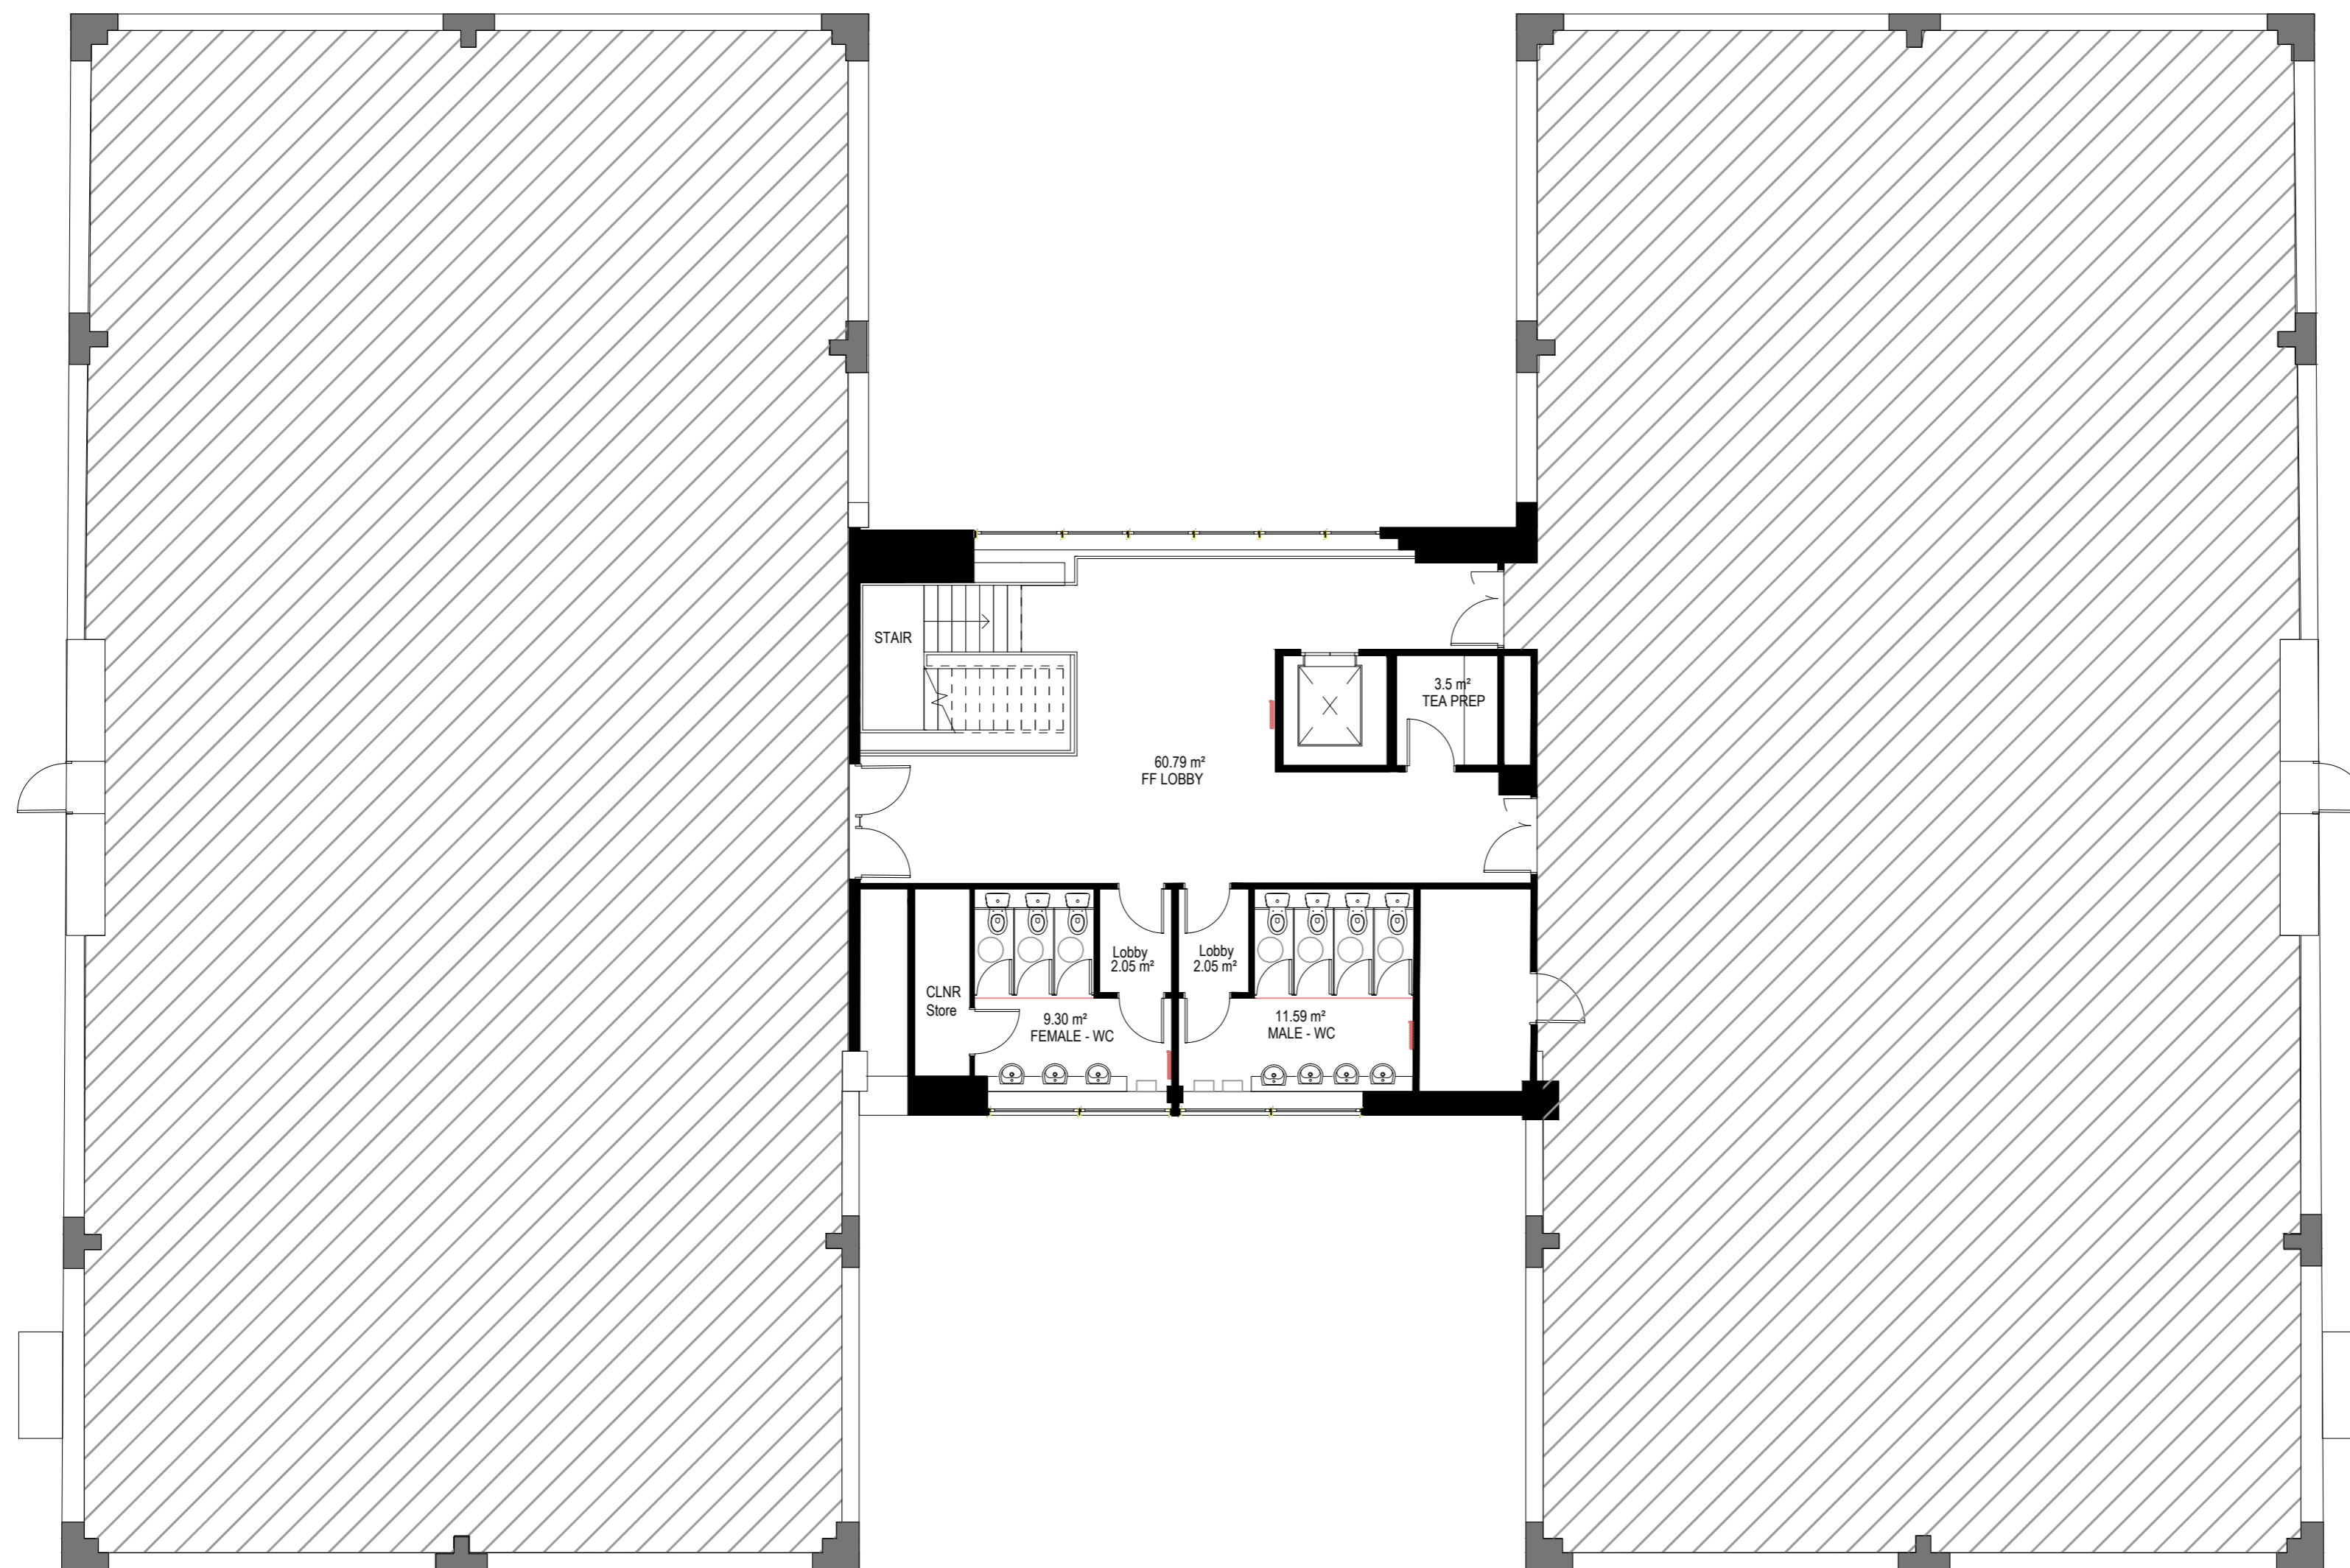 STAIR
3.5 m²
TEA PREP
60.79 m²
FF LOBBY
Lobby
2.05 m²
Lobby
2.05 m²
CLNR
Store
9.30 m²
FEMALE - WC
11.59 m²
MALE - WC